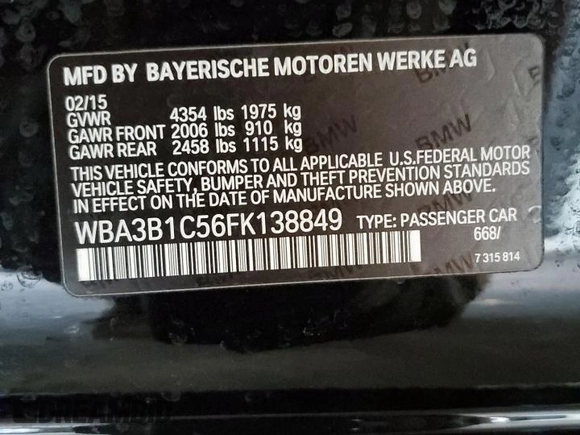 MFD BY BAYERISCHE MOTOREN WERKE AG
02/15
GVWR 4354 lbs 1975 kg
GAWR FRONT 2006 lbs 910 kg
GAWR REAR 2458 lbs 1115 kg
THIS VEHICLE CONFORMS TO ALL APPLICABLE U.S.FEDERAL MOTOR
VEHICLE SAFETY, BUMPER AND THEFT PREVENTION STANDARDS
IN EFFECT ON THE DATE OF MANUFACTURE SHOWN ABOVE.
WBA3B1C56FK138849 TYPE: PASSENGER CAR
668/
7 315 814
BMW
BMW
BMW